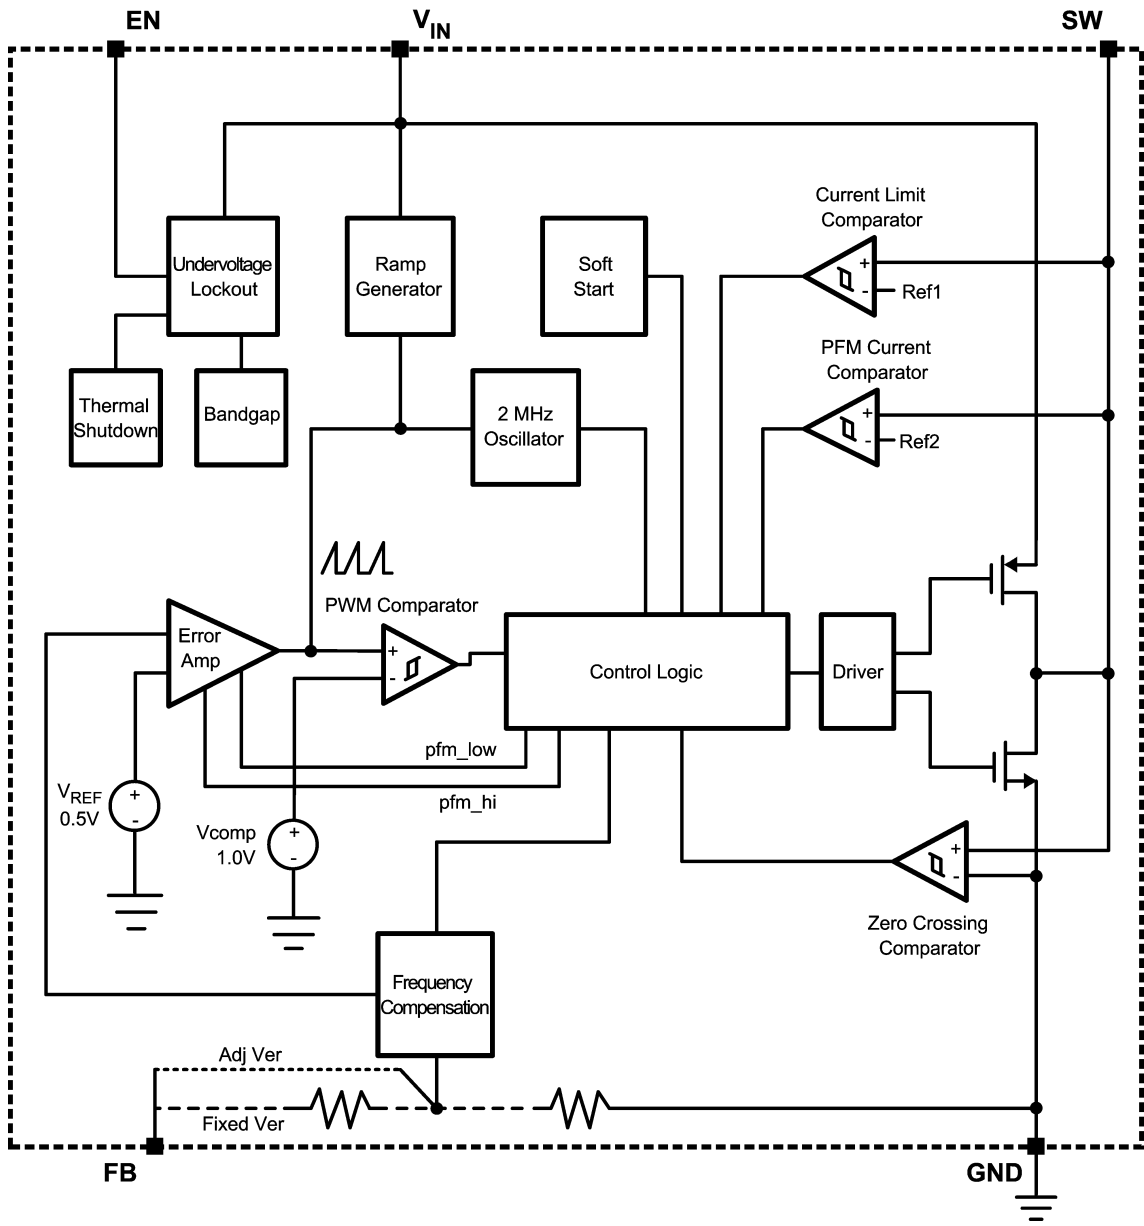 EN
VIN
SW
Current Limit
Comparator
+
-
Ref1
Undervoltage
Lockout
Ramp
Generator
Soft
Start
PFM Current
Comparator
+
-
Ref2
Thermal
Shutdown
Bandgap
2 MHz
Oscillator
PWM Comparator
Error
Amp
+
-
Control Logic
Driver
pfm_low
pfm_hi
VREF
0.5V
+
-
Vcomp
1.0V
+
-
+
-
Zero Crossing
Comparator
Frequency
Compensation
Adj Ver
Fixed Ver
FB
GND